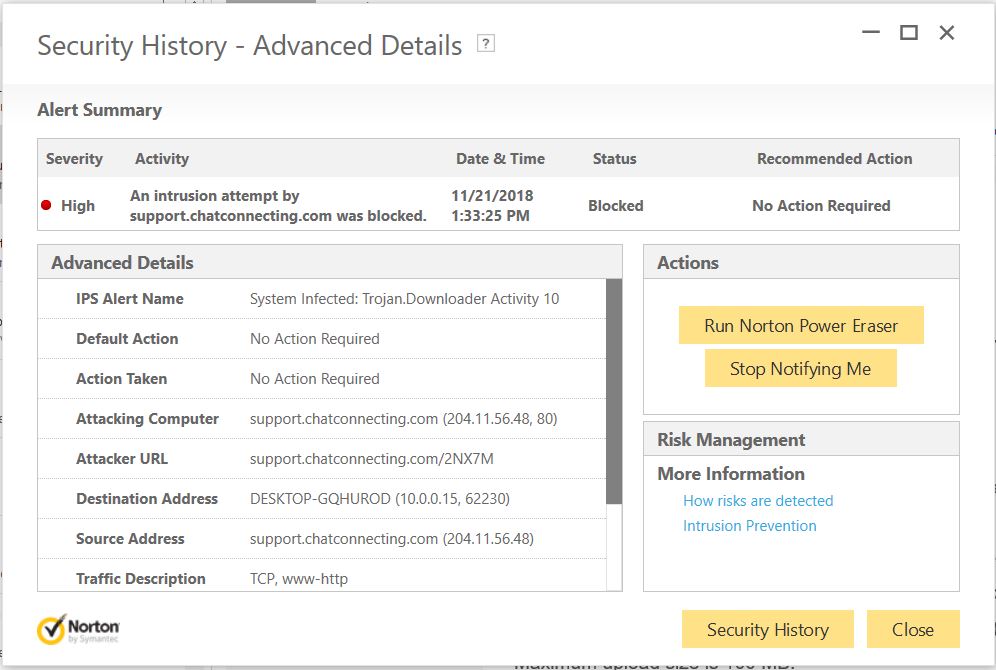 Security History - Advanced Details ?
Alert Summary
Severity Activity Date & Time Status Recommended Action
High An intrusion attempt by support.chatconnecting.com was blocked. 11/21/2018 1:33:25 PM Blocked No Action Required
Advanced Details
IPS Alert Name System Infected: Trojan.Downloader Activity 10
Default Action No Action Required
Action Taken No Action Required
Attacking Computer support.chatconnecting.com (204.11.56.48, 80)
Attacker URL support.chatconnecting.com/2NX7M
Destination Address DESKTOP-GQHUROD (10.0.0.15, 62230)
Source Address support.chatconnecting.com (204.11.56.48)
Traffic Description TCP, www-http
Actions
Run Norton Power Eraser
Stop Notifying Me
Risk Management
More Information
How risks are detected
Intrusion Prevention
Norton
by Symantec
Security History
Close